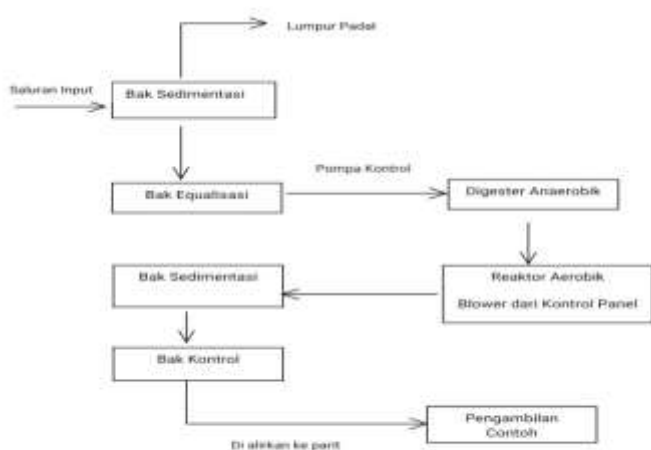 Lumpur Padat
Saluran Input
Bak Sedimentasi
Pompa Kontrol
Bak Equalisasi
Digester Anaerobik
Bak Sedimentasi
Reaktor Aerobik
Blower dari Kontrol Panel
Bak Kontrol
Pengambilan
Contoh
Di alirkan ke parit